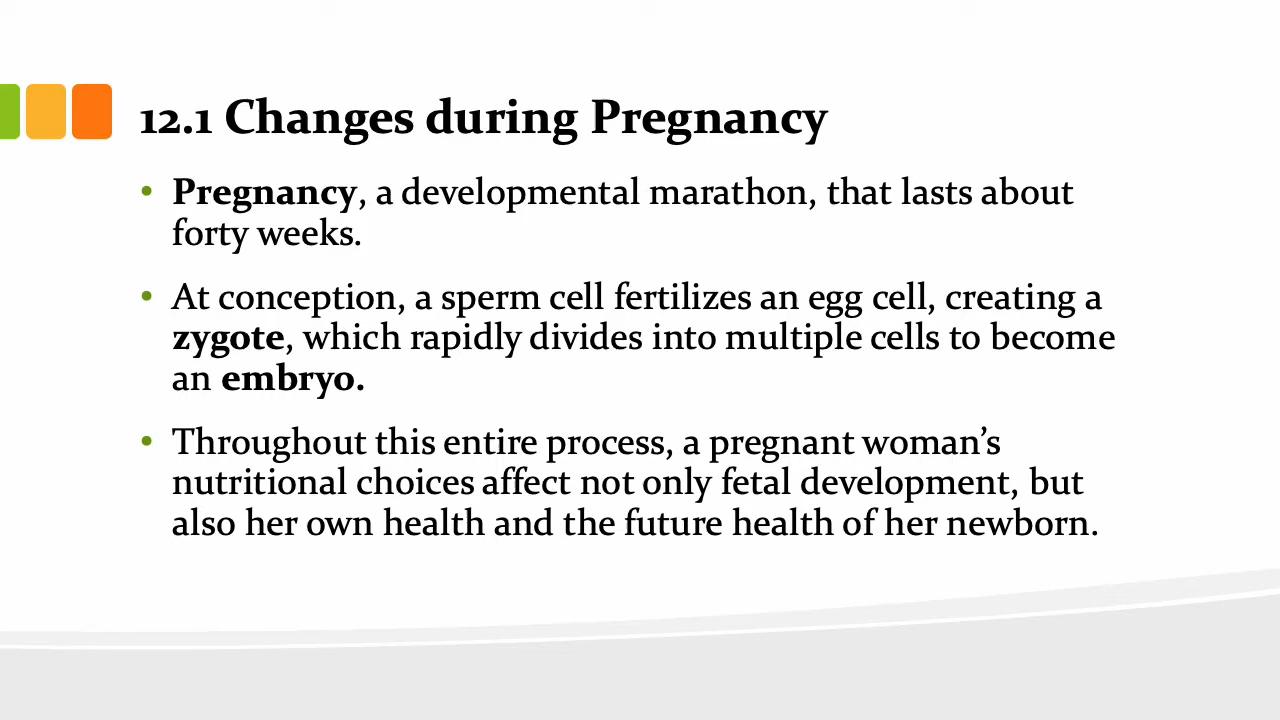 12.1 Changes during Pregnancy
• Pregnancy, a developmental marathon, that lasts about
forty weeks.
• At conception, a sperm cell fertilizes an egg cell, creating a
zygote, which rapidly divides into multiple cells to become
an embryo.
• Throughout this entire process, a pregnant woman’s
nutritional choices affect not only fetal development, but
also her own health and the future health of her newborn.